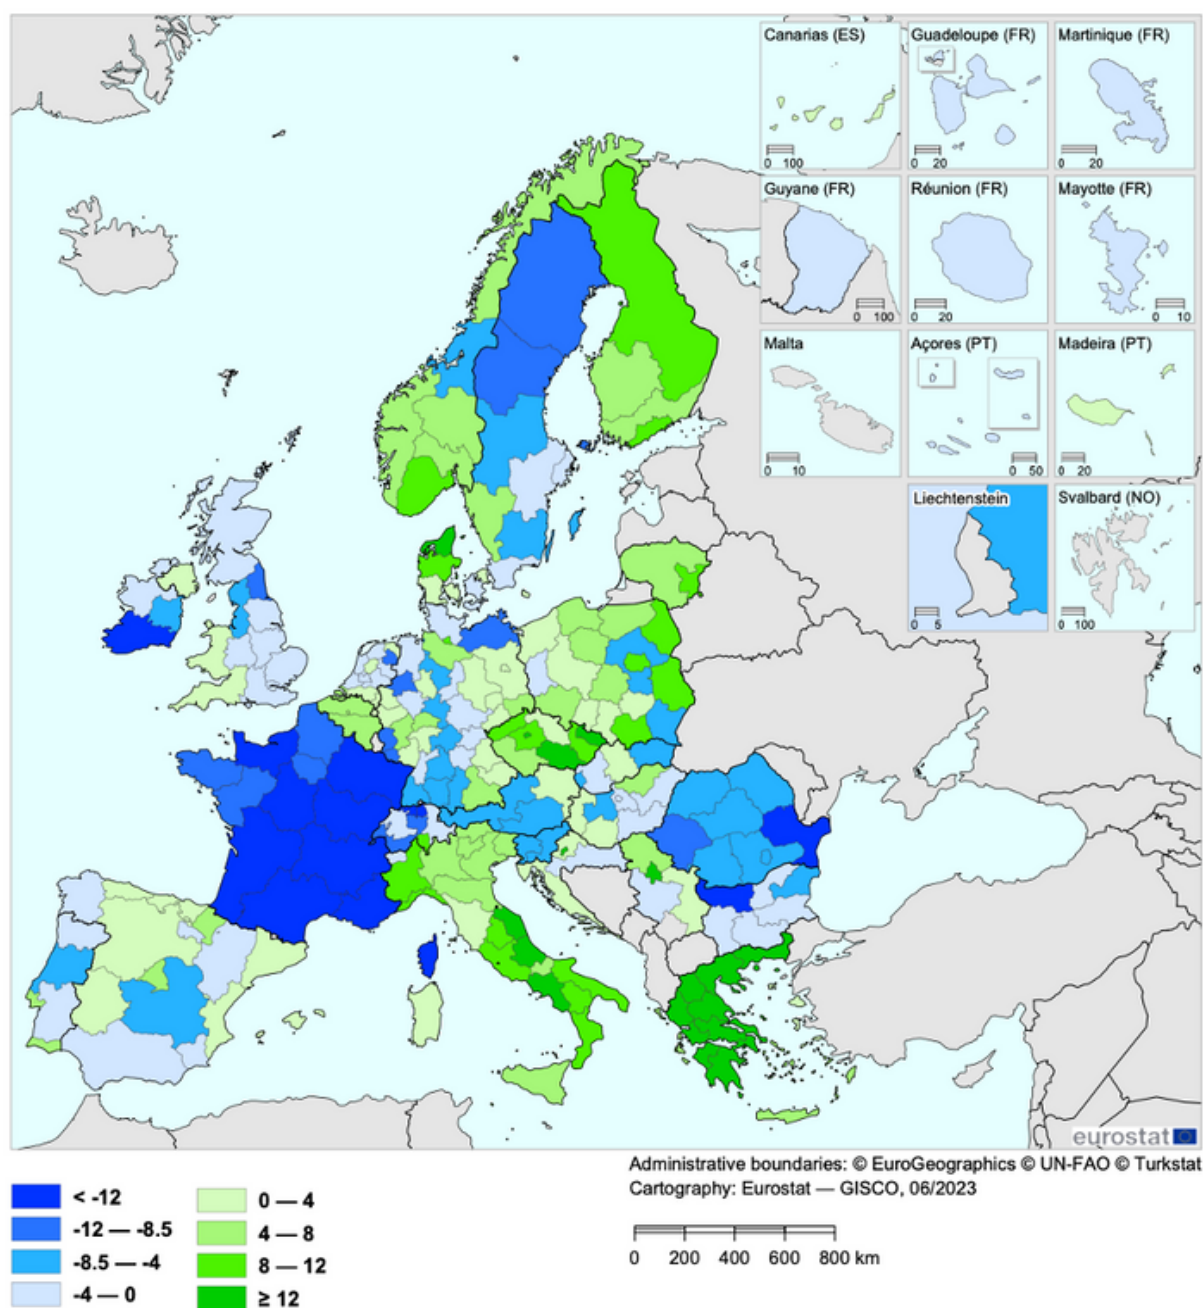 Canarias (ES)
0 100
Guadeloupe (FR)
0 20
Martinique (FR)
0 20
Guyane (FR)
0 100
Réunion (FR)
0 20
Mayotte (FR)
0 10
Malta
0 10
Açores (PT)
0 50
Madeira (PT)
0 20
Liechtenstein
0 5
Svalbard (NO)
0 100
eurostat
Administrative boundaries: © EuroGeographics © UN-FAO © Turkstat
Cartography: Eurostat — GISCO, 06/2023
< -12
-12 — -8.5
-8.5 — -4
-4 — 0
0 — 4
4 — 8
8 — 12
≥ 12
0 200 400 600 800 km